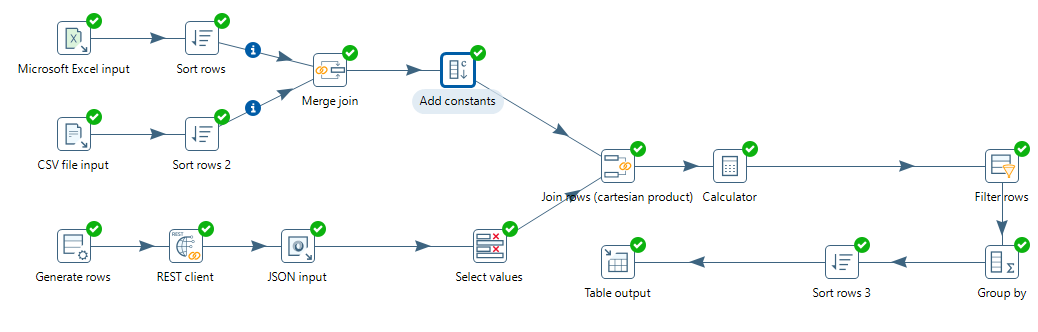 Microsoft Excel input
Sort rows
Merge join
Add constants
CSV file input
Sort rows 2
Join rows (cartesian product)
Calculator
Filter rows
REST
Generate rows
REST client
JSON input
Select values
Table output
Sort rows 3
Group by